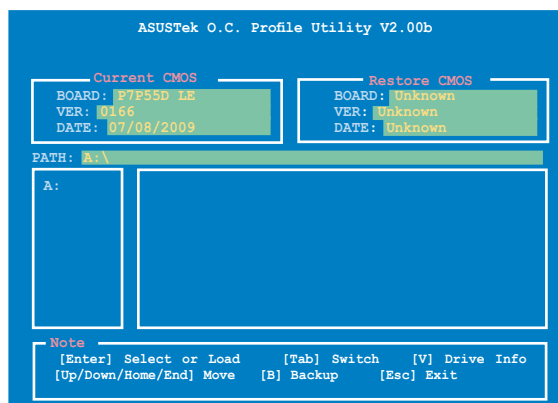 ASUSTek O.C. Profile Utility V2.00b
Current CMOS
BOARD: P7P55D LE
VER: 0166
DATE: 07/08/2009
Restore CMOS
BOARD: Unknown
VER: Unknown
DATE: Unknown
PATH: A:\
A:
Note
[Enter] Select or Load [Tab] Switch [V] Drive Info
[Up/Down/Home/End] Move [B] Backup [Esc] Exit